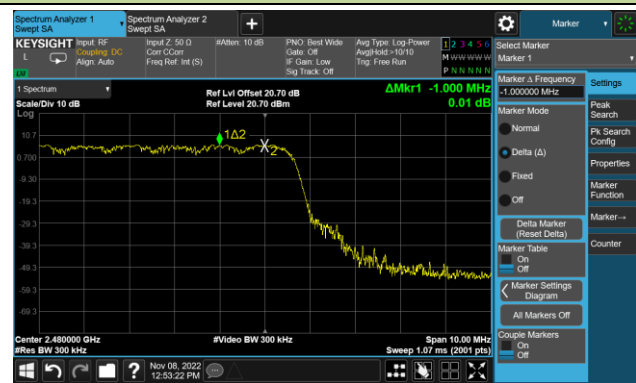 Spectrum Analyzer 1
Swept SA
Spectrum Analyzer 2
Swept SA
+
Marker
KEYSIGHT
L
LNI
Input: RF
Coupling: DC
Align: Auto
Input Z: 50 Ω
Corr CCorr
Freq Ref: Int (S)
#Atten: 10 dB
PNO: Best Wide
Gate: Off
IF Gain: Low
Sig Track: Off
Avg Type: Log-Power
Avg|Hold:>10/10
Trig: Free Run
1 2 3 4 5 6
M W W W W W
P N N N N N
Select Marker
Marker 1
1 Spectrum
Scale/Div 10 dB
Log
Ref Lvl Offset 20.70 dB
Ref Level 20.70 dBm
ΔMkr1 -1.000 MHz
0.01 dB
10.7
0.700
-9.30
-19.3
-29.3
-39.3
-49.3
-59.3
-69.3
1Δ2
2
Center 2.480000 GHz
#Res BW 300 kHz
#Video BW 300 kHz
Span 10.00 MHz
Sweep 1.07 ms (2001 pts)
Marker Δ Frequency
-1.000000 MHz
Marker Mode
Normal
Delta (Δ)
Fixed
Off
Delta Marker
(Reset Delta)
Marker Table
On
Off
Marker Settings
Diagram
All Markers Off
Couple Markers
On
Off
Settings
Peak
Search
Pk Search
Config
Properties
Marker
Function
Marker→
Counter
?
Nov 08, 2022
12:53:22 PM